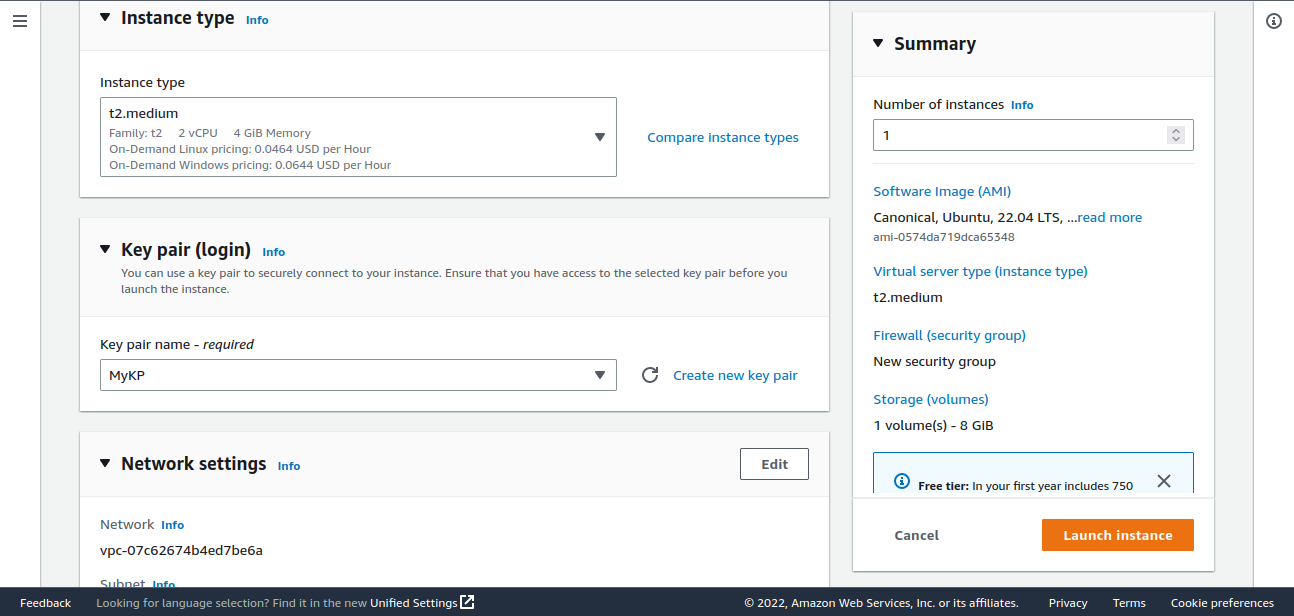 Instance type Info
Instance type
t2.medium
Family: t2 2 vCPU 4 GiB Memory
On-Demand Linux pricing: 0.0464 USD per Hour
On-Demand Windows pricing: 0.0644 USD per Hour
Compare instance types
Key pair (login) Info
You can use a key pair to securely connect to your instance. Ensure that you have access to the selected key pair before you
launch the instance.
Key pair name - required
MyKP
Create new key pair
Network settings Info
Edit
Network Info
vpc-07c62674b4ed7be6a
Subnet Info
Summary
Number of instances Info
1
Software Image (AMI)
Canonical, Ubuntu, 22.04 LTS, ...read more
ami-0574da719dca65348
Virtual server type (instance type)
t2.medium
Firewall (security group)
New security group
Storage (volumes)
1 volume(s) - 8 GiB
Free tier: In your first year includes 750
Cancel
Launch instance
Feedback
Looking for language selection? Find it in the new Unified Settings
© 2022, Amazon Web Services, Inc. or its affiliates.
Privacy
Terms
Cookie preferences